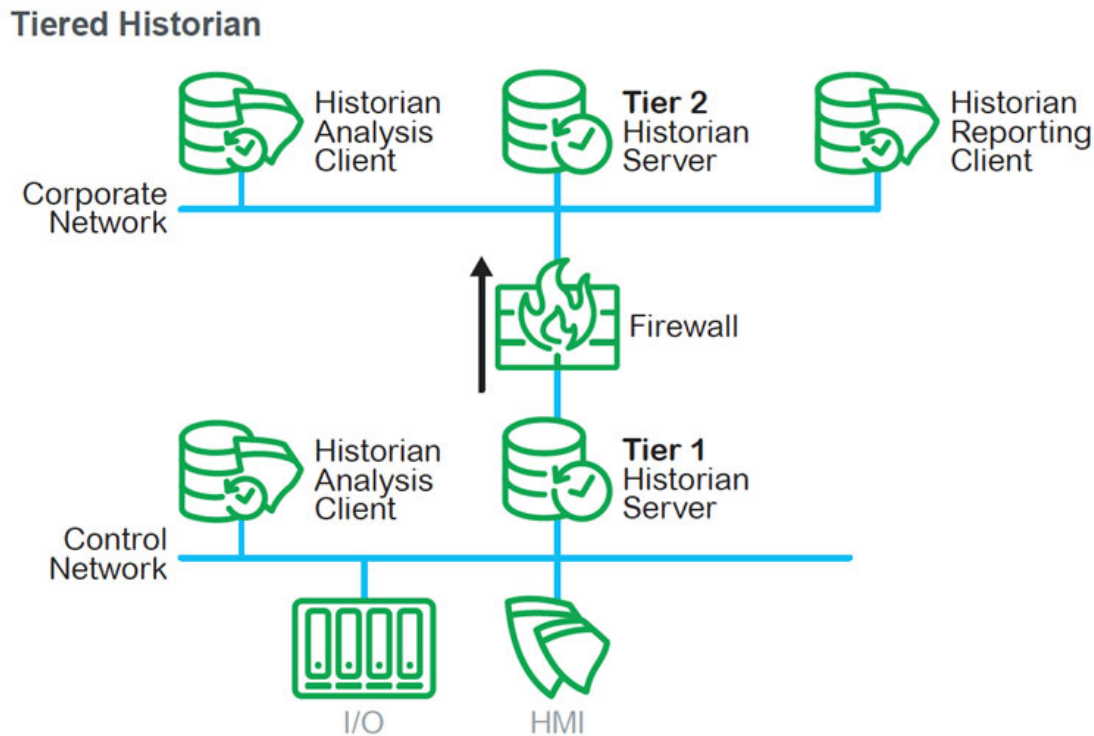 Tiered Historian
Historian
Analysis
Client
Tier 2
Historian
Server
Historian
Reporting
Client
Corporate
Network
Firewall
Historian
Analysis
Client
Tier 1
Historian
Server
Control
Network
I/O
HMI